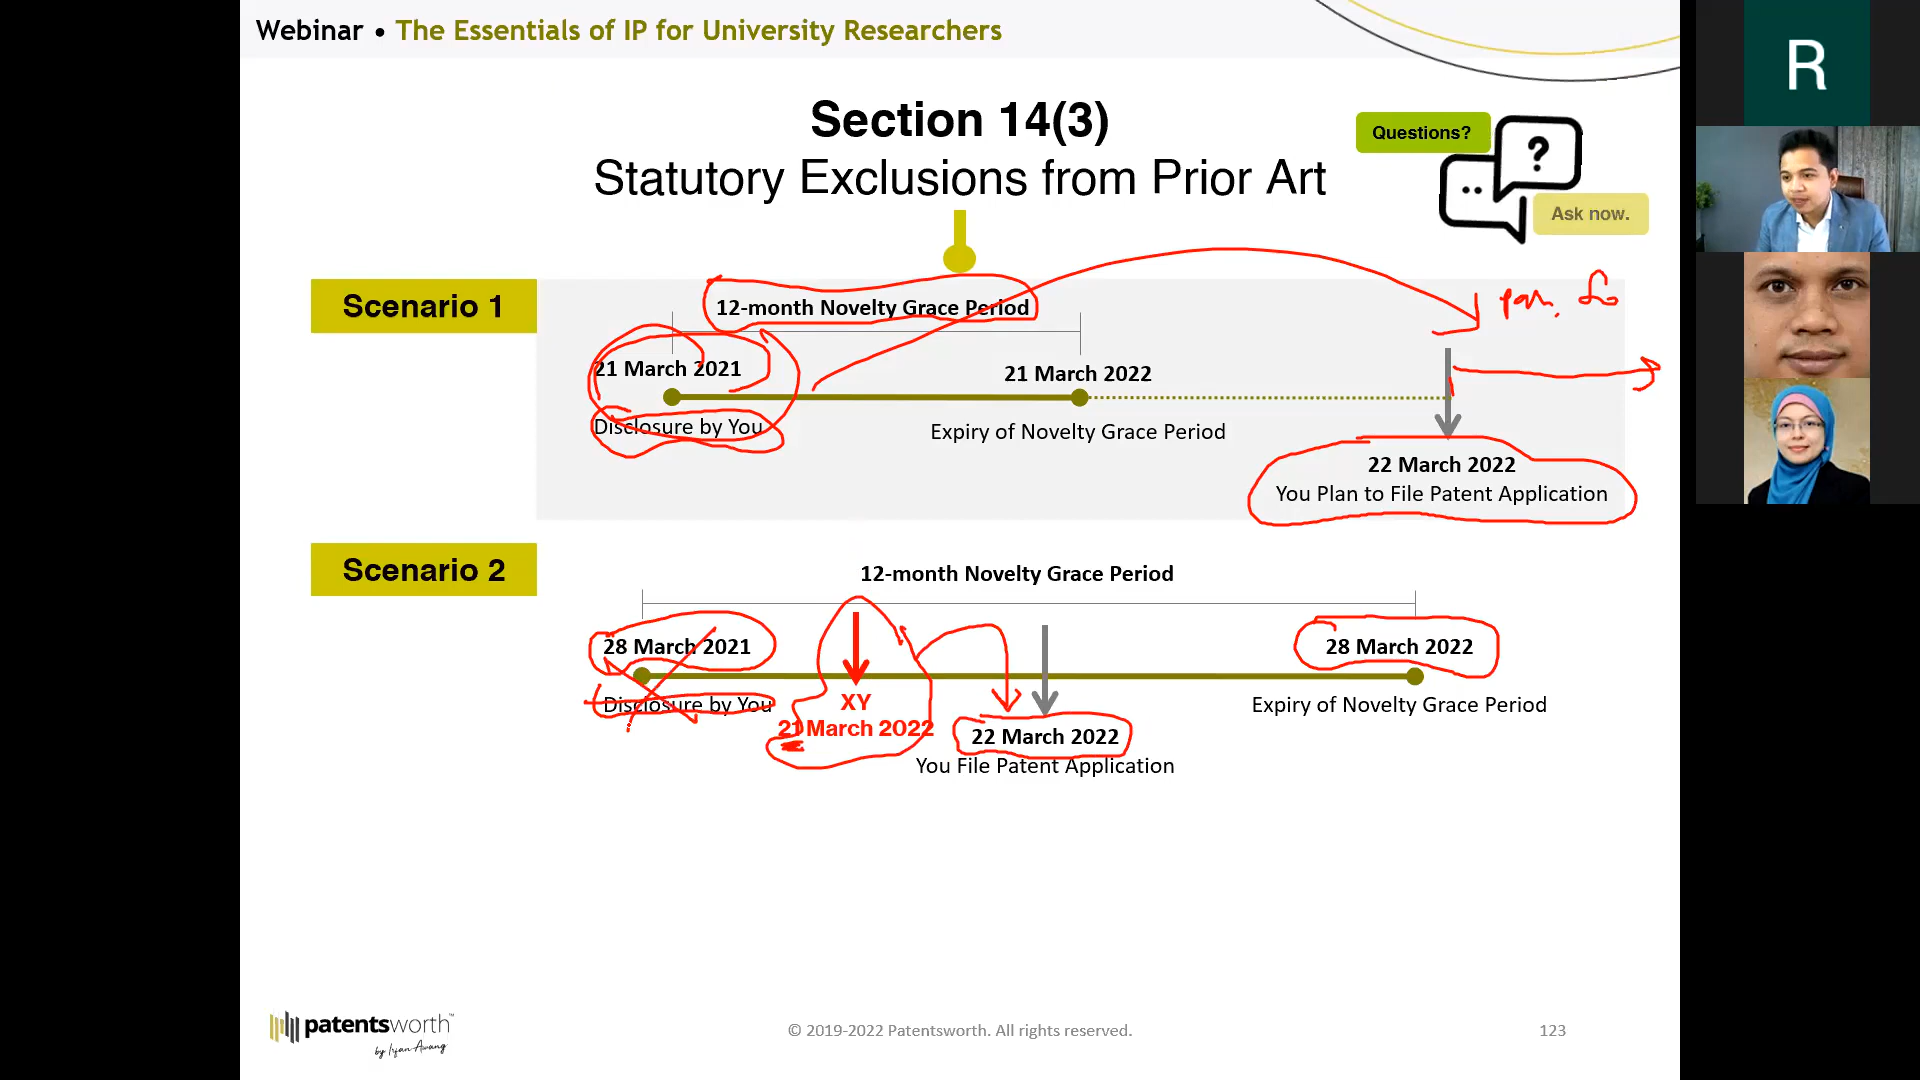 Webinar • The Essentials of IP for University Researchers
Section 14(3)
Statutory Exclusions from Prior Art
Questions?
?
Ask now.
R
Scenario 1
12-month Novelty Grace Period
21 March 2021
21 March 2022
Disclosure by You
Expiry of Novelty Grace Period
22 March 2022
You Plan to File Patent Application
Scenario 2
12-month Novelty Grace Period
28 March 2021
28 March 2022
Disclosure by You
XY
21 March 2022
22 March 2022
Expiry of Novelty Grace Period
You File Patent Application
patentsworth™
by Irfan Awang
© 2019-2022 Patentsworth. All rights reserved.
123